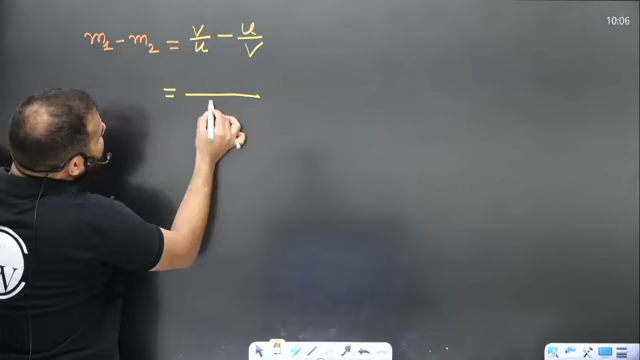 10:06
m₁ - m₂ = v/u - u/v
=
W